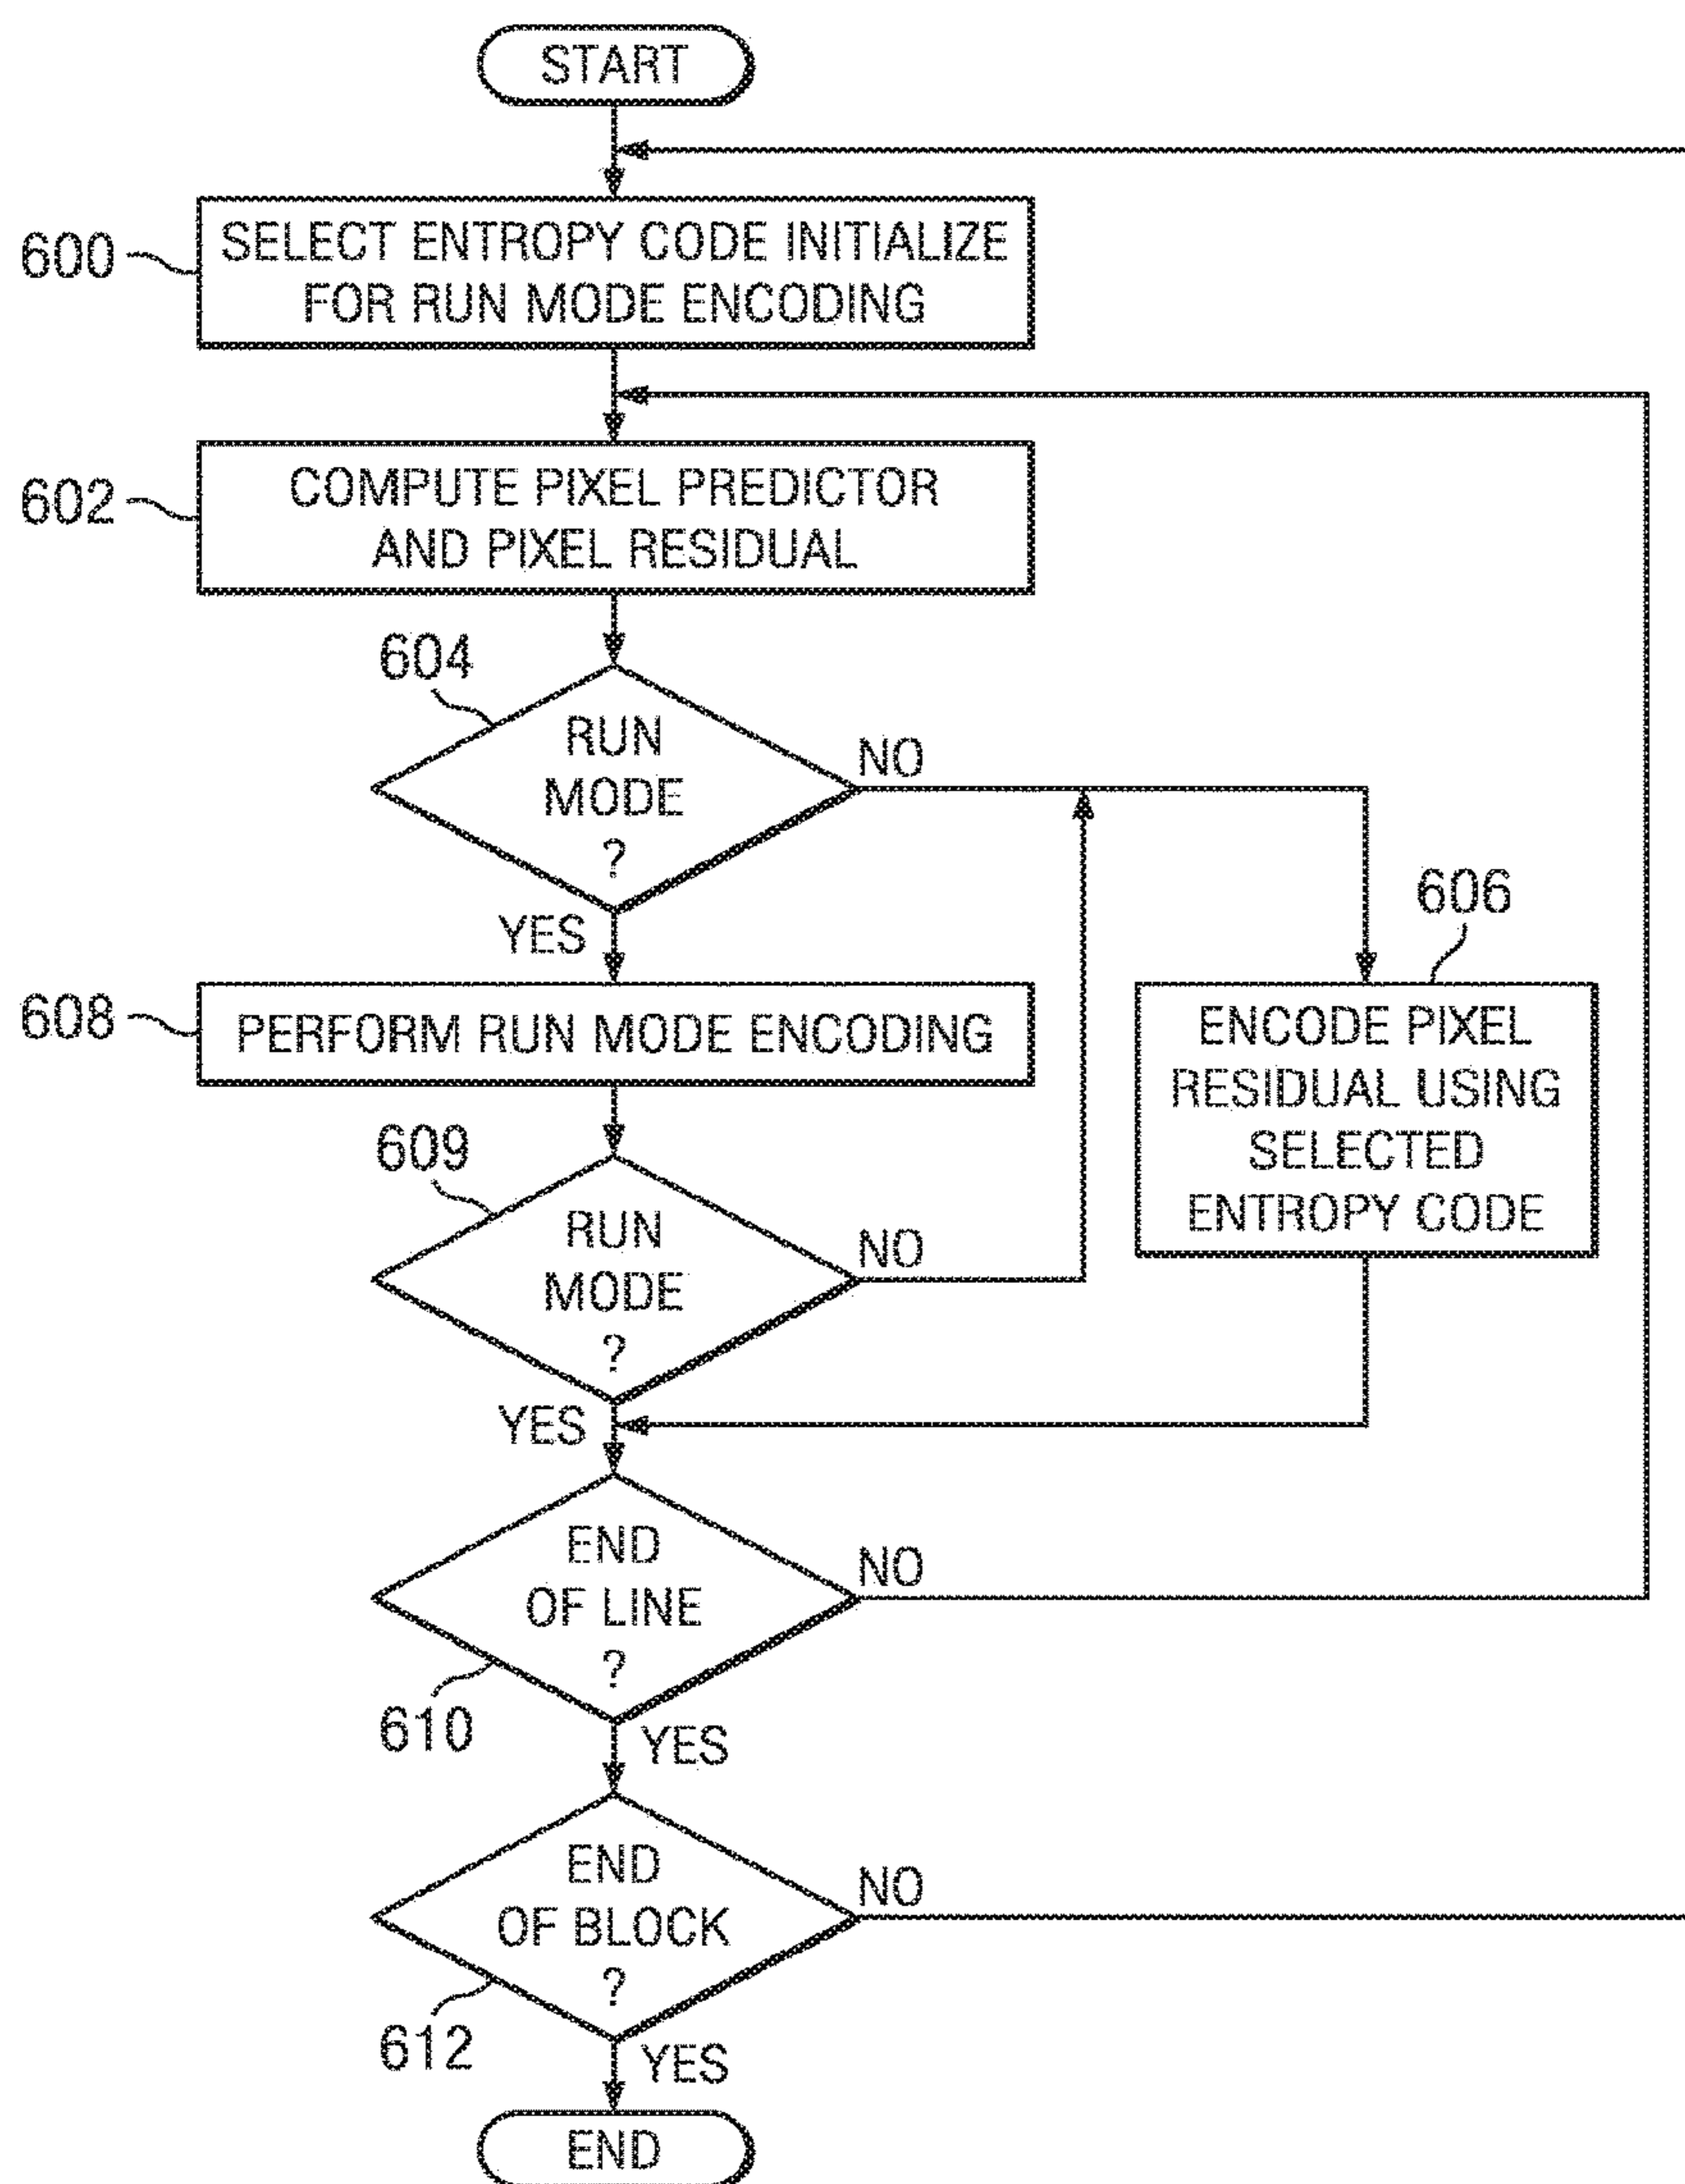 START
600
SELECT ENTROPY CODE INITIALIZE
FOR RUN MODE ENCODING
602
COMPUTE PIXEL PREDICTOR
AND PIXEL RESIDUAL
604
RUN
MODE
?
NO
YES
606
ENCODE PIXEL
RESIDUAL USING
SELECTED
ENTROPY CODE
608
PERFORM RUN MODE ENCODING
609
RUN
MODE
?
NO
YES
END
OF LINE
?
NO
610
YES
END
OF BLOCK
?
NO
612
YES
END